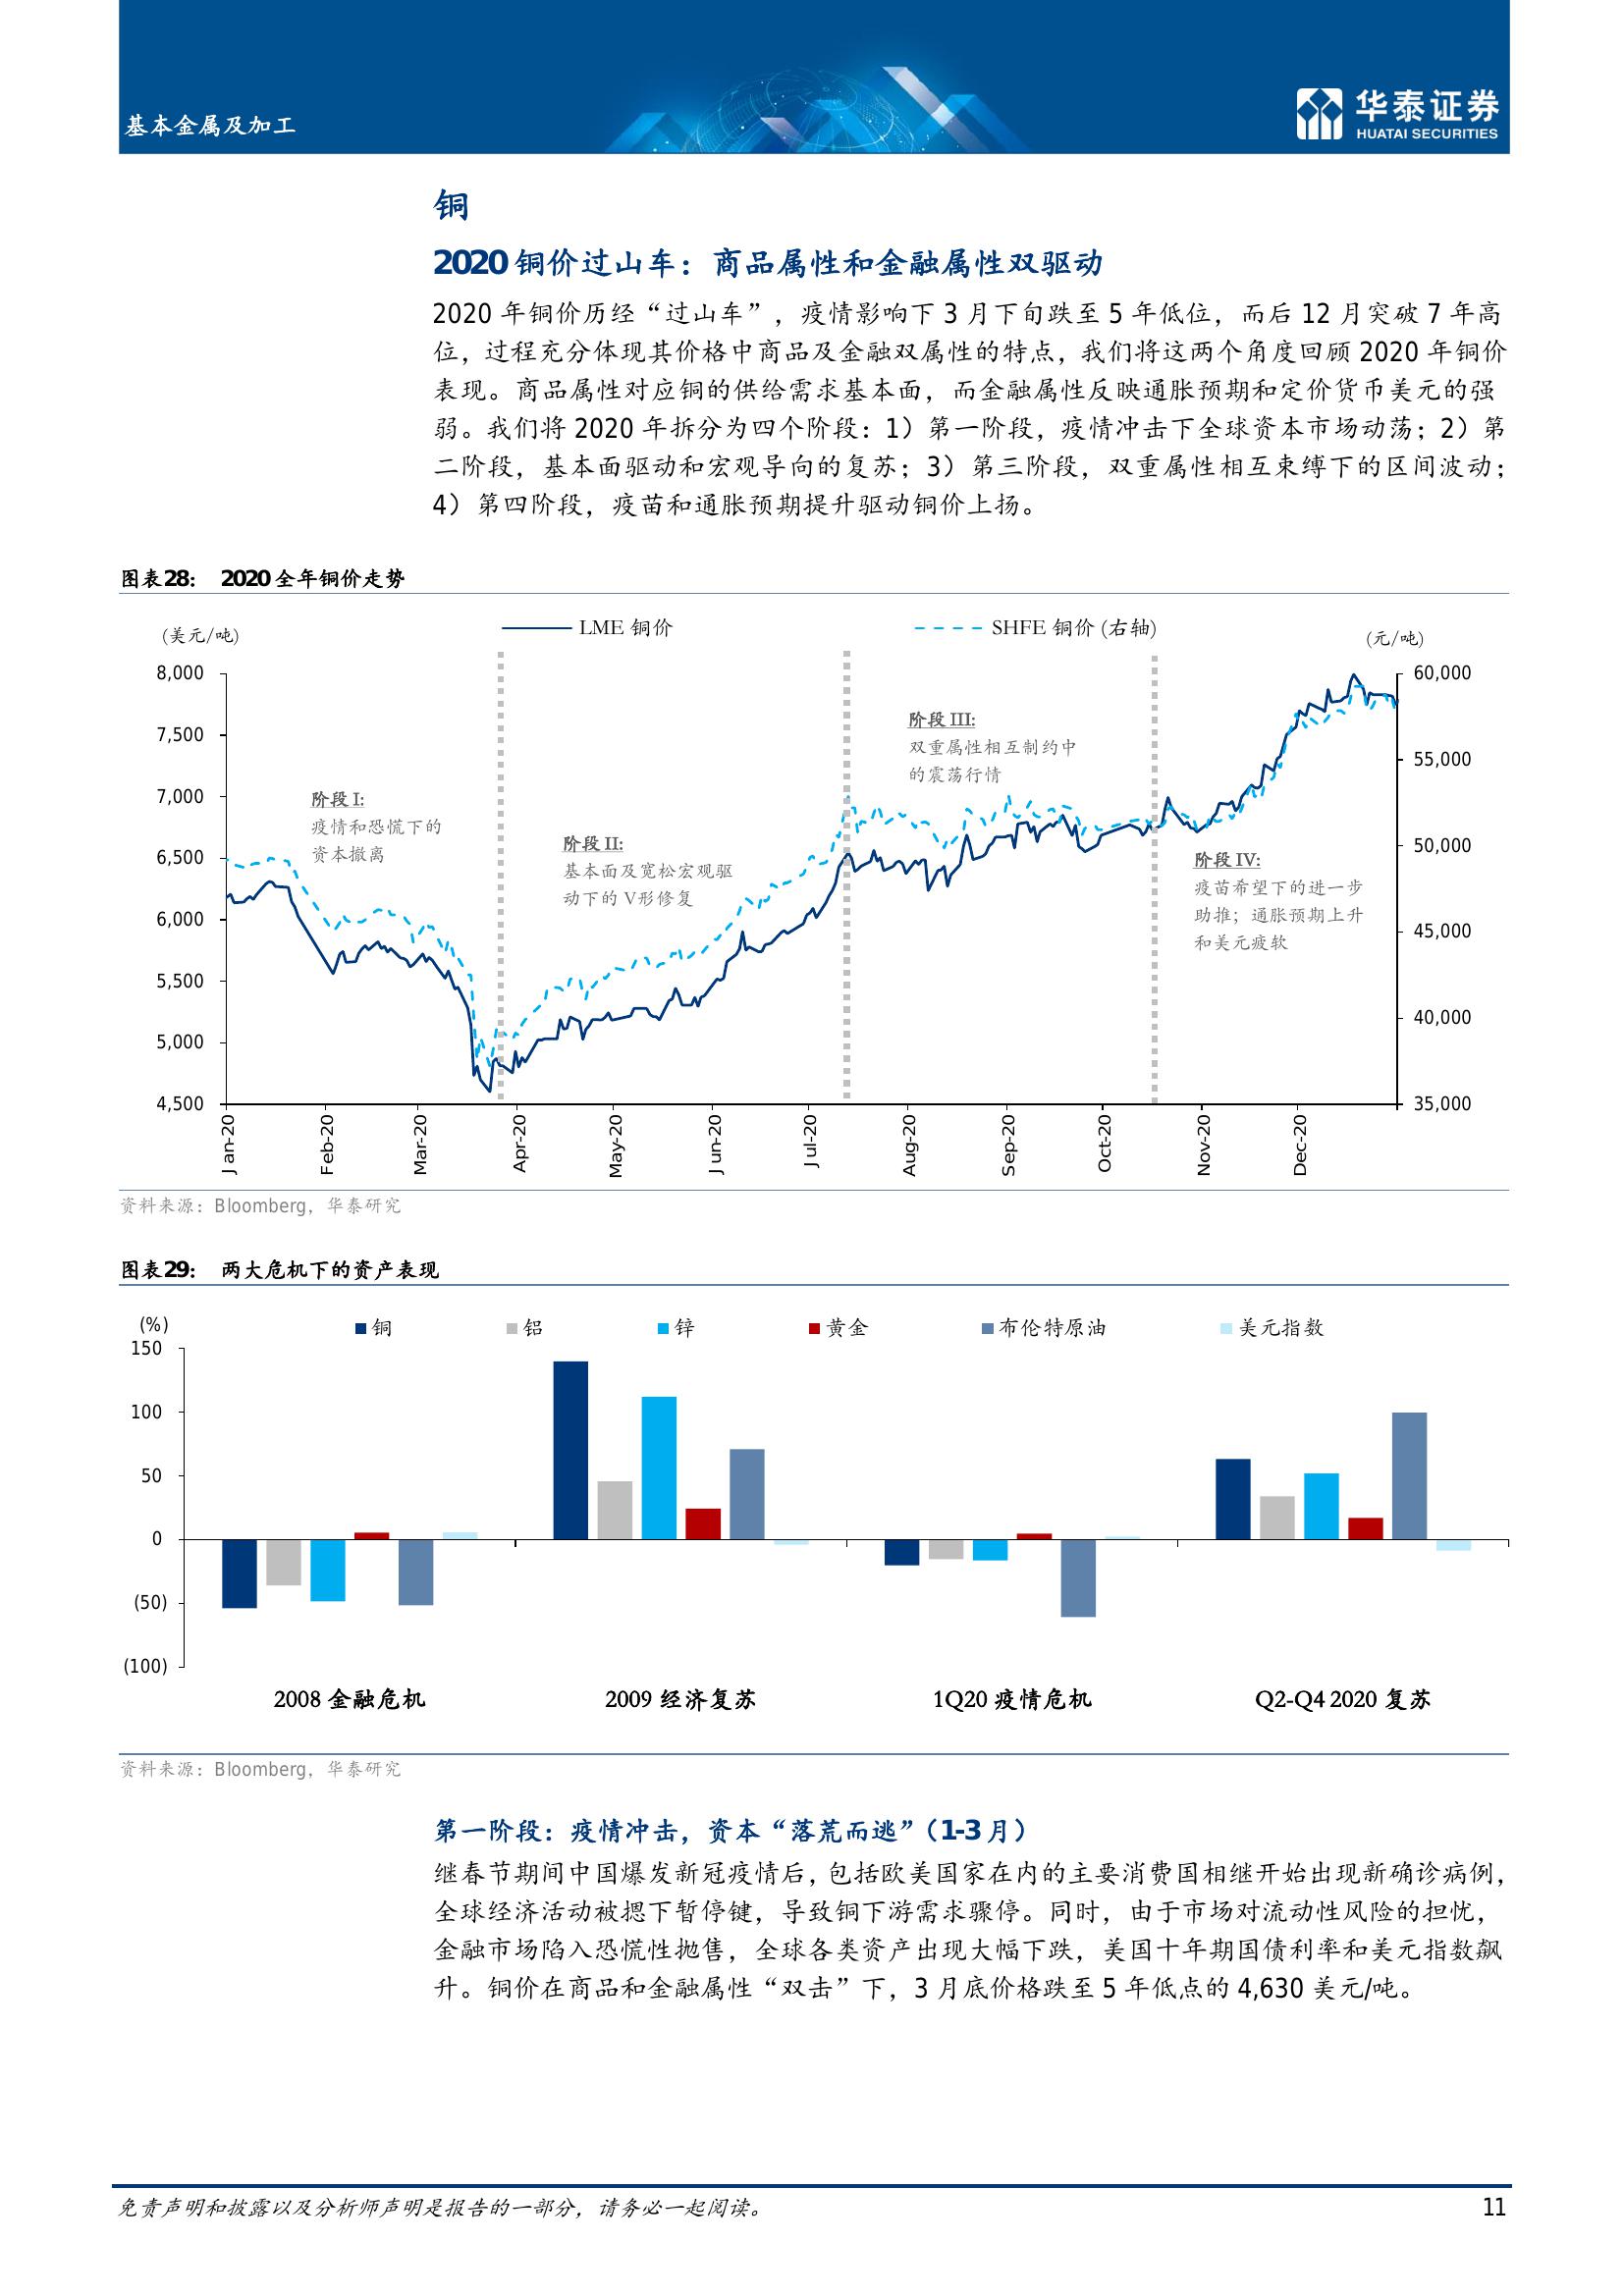 基本金属及加工
华泰证券
HUATAI SECURITIES
铜
2020 铜价过山车：商品属性和金融属性双驱动
2020 年铜价历经“过山车”，疫情影响下 3 月下旬跌至 5 年低位，而后 12 月突破 7 年高
位，过程充分体现其价格中商品及金融双属性的特点，我们将这两个角度回顾 2020 年铜价
表现。商品属性对应铜的供给需求基本面，而金融属性反映通胀预期和定价货币美元的强
弱。我们将 2020 年拆分为四个阶段：1）第一阶段，疫情冲击下全球资本市场动荡；2）第
二阶段，基本面驱动和宏观导向的复苏；3）第三阶段，双重属性相互束缚下的区间波动；
4）第四阶段，疫苗和通胀预期提升驱动铜价上扬。
图表28： 2020 全年铜价走势
(美元/吨)
LME 铜价
SHFE 铜价 (右轴)
(元/吨)
8,000
7,500
7,000
6,500
6,000
5,500
5,000
4,500
60,000
55,000
50,000
45,000
40,000
35,000
阶段 I:
疫情和恐慌下的
资本撤离
阶段 II:
基本面及宽松宏观驱
动下的 V形修复
阶段 III:
双重属性相互制约中
的震荡行情
阶段 IV:
疫苗希望下的进一步
助推；通胀预期上升
和美元疲软
Jan-20
Feb-20
Mar-20
Apr-20
May-20
Jun-20
Jul-20
Aug-20
Sep-20
Oct-20
Nov-20
Dec-20
资料来源：Bloomberg，华泰研究
图表29： 两大危机下的资产表现
(%)
铜
铝
锌
黄金
布伦特原油
美元指数
150
100
50
0
(50)
(100)
2008 金融危机
2009 经济复苏
1Q20 疫情危机
Q2-Q4 2020 复苏
资料来源：Bloomberg，华泰研究
第一阶段：疫情冲击，资本“落荒而逃”（1-3 月）
继春节期间中国爆发新冠疫情后，包括欧美国家在内的主要消费国相继开始出现新确诊病例，
全球经济活动被摁下暂停键，导致铜下游需求骤停。同时，由于市场对流动性风险的担忧，
金融市场陷入恐慌性抛售，全球各类资产出现大幅下跌，美国十年期国债利率和美元指数飙
升。铜价在商品和金融属性“双击”下，3 月底价格跌至 5 年低点的 4,630 美元/吨。
免责声明和披露以及分析师声明是报告的一部分，请务必一起阅读。
11